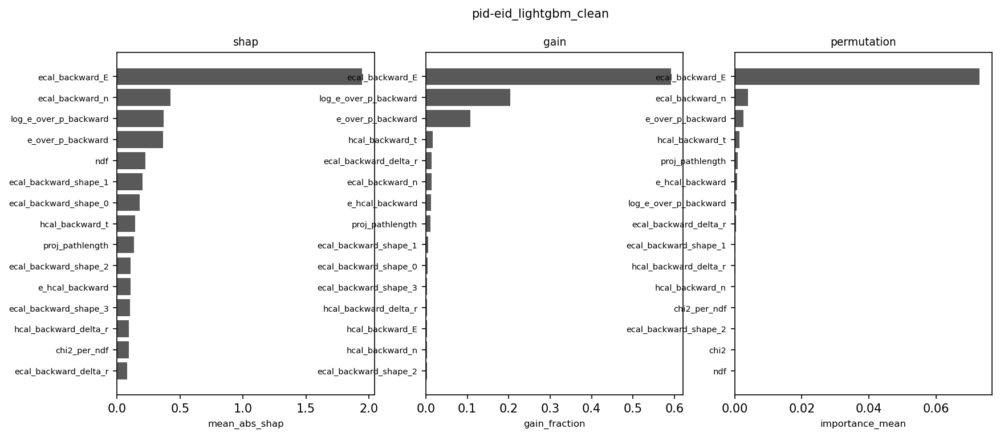 pid-eid_lightgbm_clean
shap
ecal_backward_E
ecal_backward_n
log_e_over_p_backward
e_over_p_backward
ndf
ecal_backward_shape_1
ecal_backward_shape_0
hcal_backward_t
proj_pathlength
ecal_backward_shape_2
e_hcal_backward
ecal_backward_shape_3
hcal_backward_delta_r
chi2_per_ndf
ecal_backward_delta_r
0.0 0.5 1.0 1.5 2.0
mean_abs_shap
gain
ecal_backward_E
log_e_over_p_backward
e_over_p_backward
hcal_backward_t
ecal_backward_delta_r
ecal_backward_n
e_hcal_backward
proj_pathlength
ecal_backward_shape_1
ecal_backward_shape_0
ecal_backward_shape_3
hcal_backward_delta_r
hcal_backward_E
hcal_backward_n
ecal_backward_shape_2
0.0 0.1 0.2 0.3 0.4 0.5 0.6
gain_fraction
permutation
ecal_backward_E
ecal_backward_n
e_over_p_backward
hcal_backward_t
proj_pathlength
e_hcal_backward
log_e_over_p_backward
ecal_backward_delta_r
ecal_backward_shape_1
hcal_backward_delta_r
hcal_backward_n
chi2_per_ndf
ecal_backward_shape_2
chi2
ndf
0.00 0.02 0.04 0.06
importance_mean